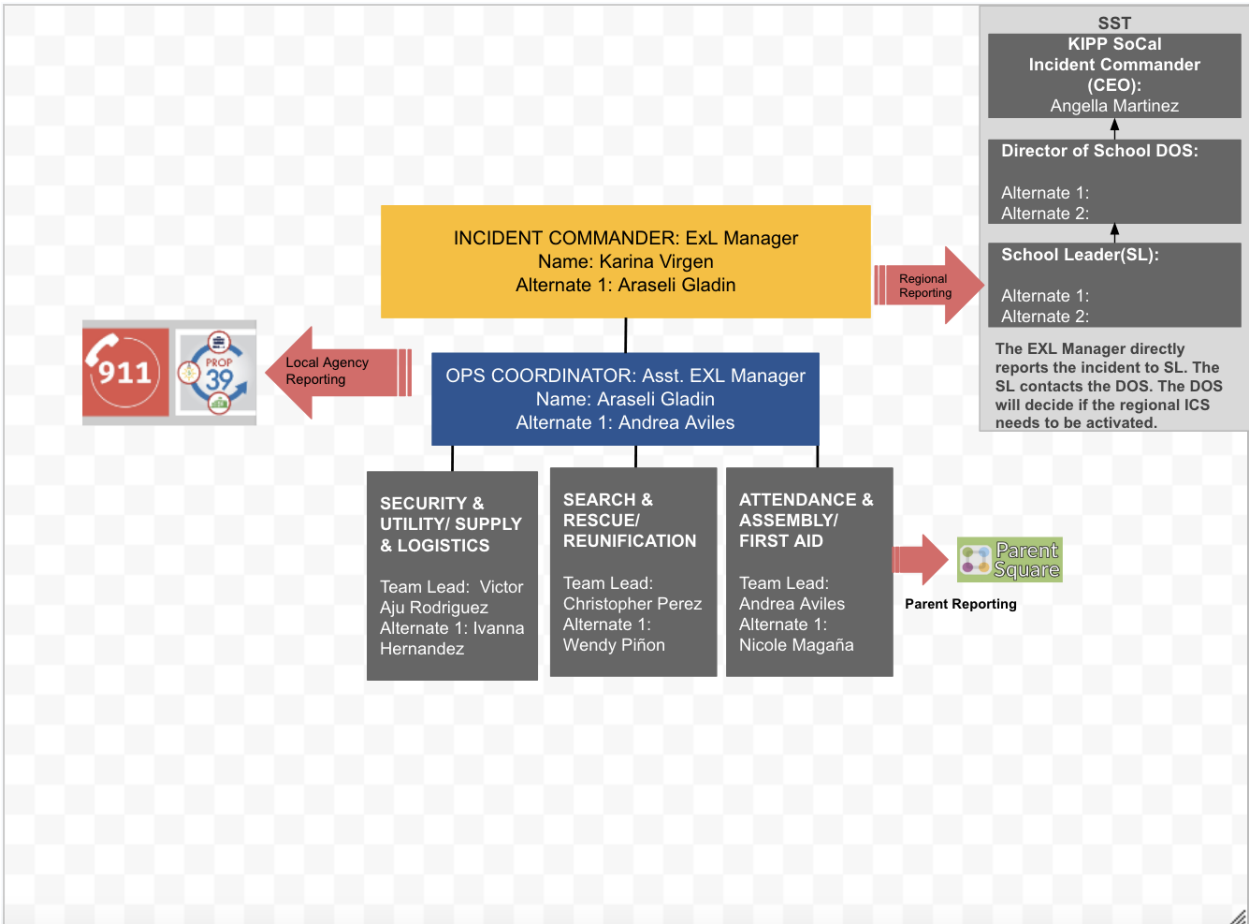 SST
KIPP SoCal
Incident Commander
(CEO):
Angella Martinez
Director of School DOS:
Alternate 1:
Alternate 2:
School Leader(SL):
Alternate 1:
Alternate 2:
The EXL Manager directly
reports the incident to SL. The
SL contacts the DOS. The DOS
will decide if the regional ICS
needs to be activated.
INCIDENT COMMANDER: ExL Manager
Name: Karina Virgen
Alternate 1: Araseli Gladin
Regional
Reporting
911
PROP
39
Local Agency
Reporting
OPS COORDINATOR: Asst. EXL Manager
Name: Araseli Gladin
Alternate 1: Andrea Aviles
SECURITY &
UTILITY/ SUPPLY
& LOGISTICS
Team Lead: Victor
Aju Rodriguez
Alternate 1: Ivanna
Hernandez
SEARCH &
RESCUE/
REUNIFICATION
Team Lead:
Christopher Perez
Alternate 1:
Wendy Piñon
ATTENDANCE &
ASSEMBLY/
FIRST AID
Team Lead:
Andrea Aviles
Alternate 1:
Nicole Magaña
Parent
Square
Parent Reporting